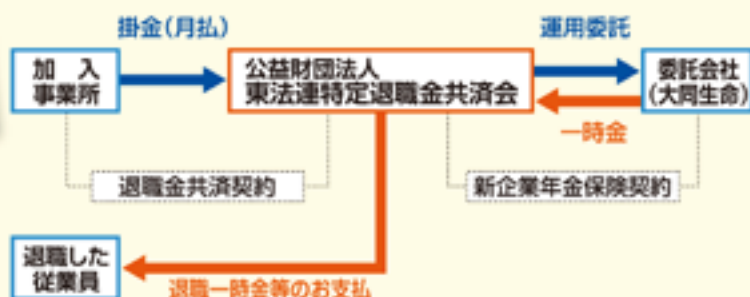 掛金(月払)
運用委託
加　入
事業所
公益財団法人
東法連特定退職金共済会
委託会社
(大同生命)
一時金
退職金共済契約
新企業年金保険契約
退職した
従業員
退職一時金等のお支払